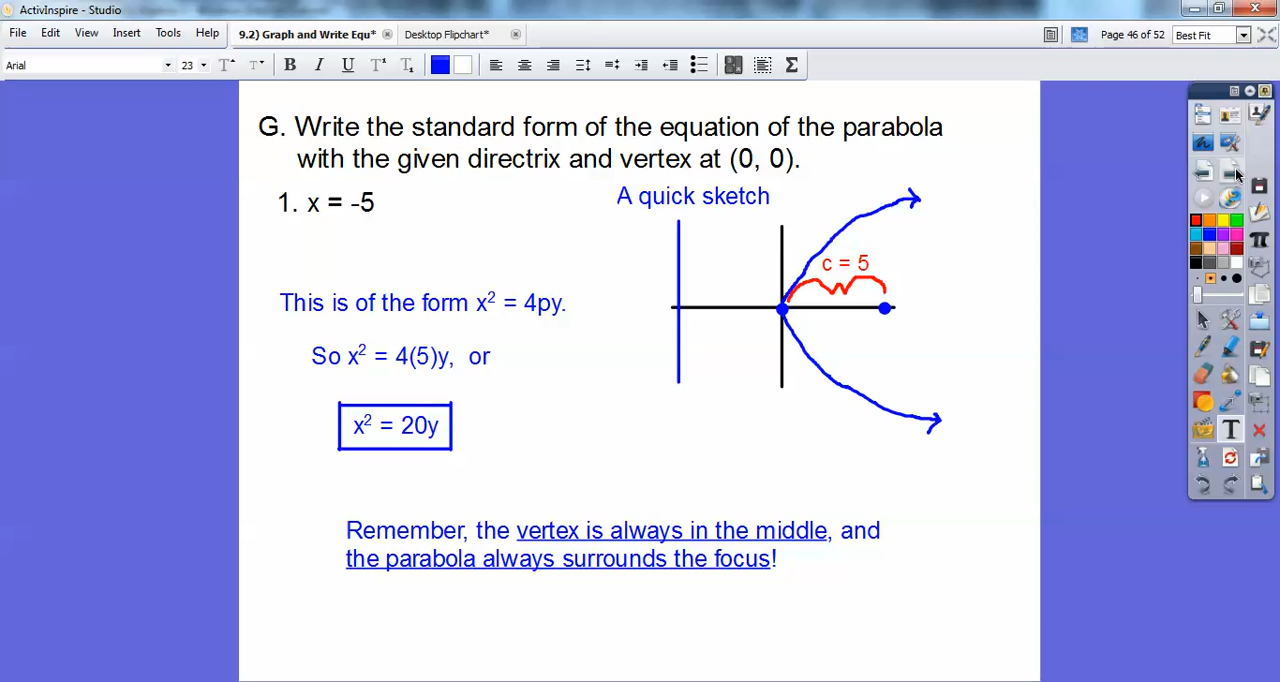 ActivInspire - Studio
File Edit View Insert Tools Help 9.2) Graph and Write Equ* Desktop Flipchart* Page 46 of 52 Best Fit
Arial 23 T T B I U T¹ T₁ Σ
G. Write the standard form of the equation of the parabola
with the given directrix and vertex at (0, 0).
1. x = -5
A quick sketch
c = 5
This is of the form x² = 4py.
So x² = 4(5)y, or
x² = 20y
Remember, the vertex is always in the middle, and
the parabola always surrounds the focus!